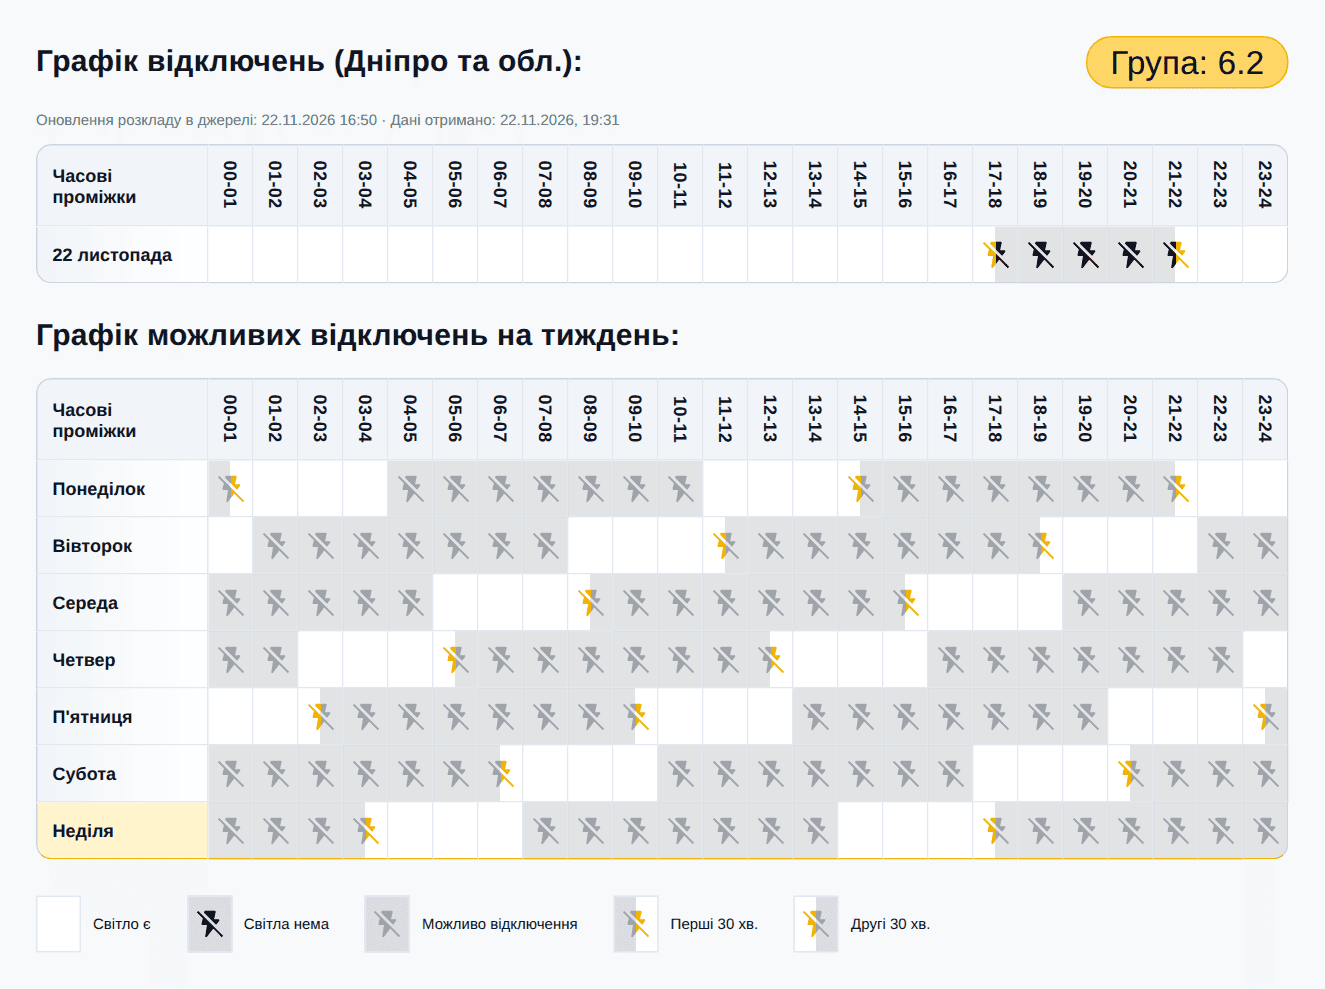 Графік відключень (Дніпро та обл.):
Група: 6.2
Оновлення розкладу в джерелі: 22.11.2026 16:50 · Дані отримано: 22.11.2026, 19:31
Часові проміжки 00-01 01-02 02-03 03-04 04-05 05-06 06-07 07-08 08-09 09-10 10-11 11-12 12-13 13-14 14-15 15-16 16-17 17-18 18-19 19-20 20-21 21-22 22-23 23-24
22 листопада
Графік можливих відключень на тиждень:
Часові проміжки 00-01 01-02 02-03 03-04 04-05 05-06 06-07 07-08 08-09 09-10 10-11 11-12 12-13 13-14 14-15 15-16 16-17 17-18 18-19 19-20 20-21 21-22 22-23 23-24
Понеділок
Вівторок
Середа
Четвер
П'ятниця
Субота
Неділя
Світло є Світла нема Можливо відключення Перші 30 хв. Другі 30 хв.